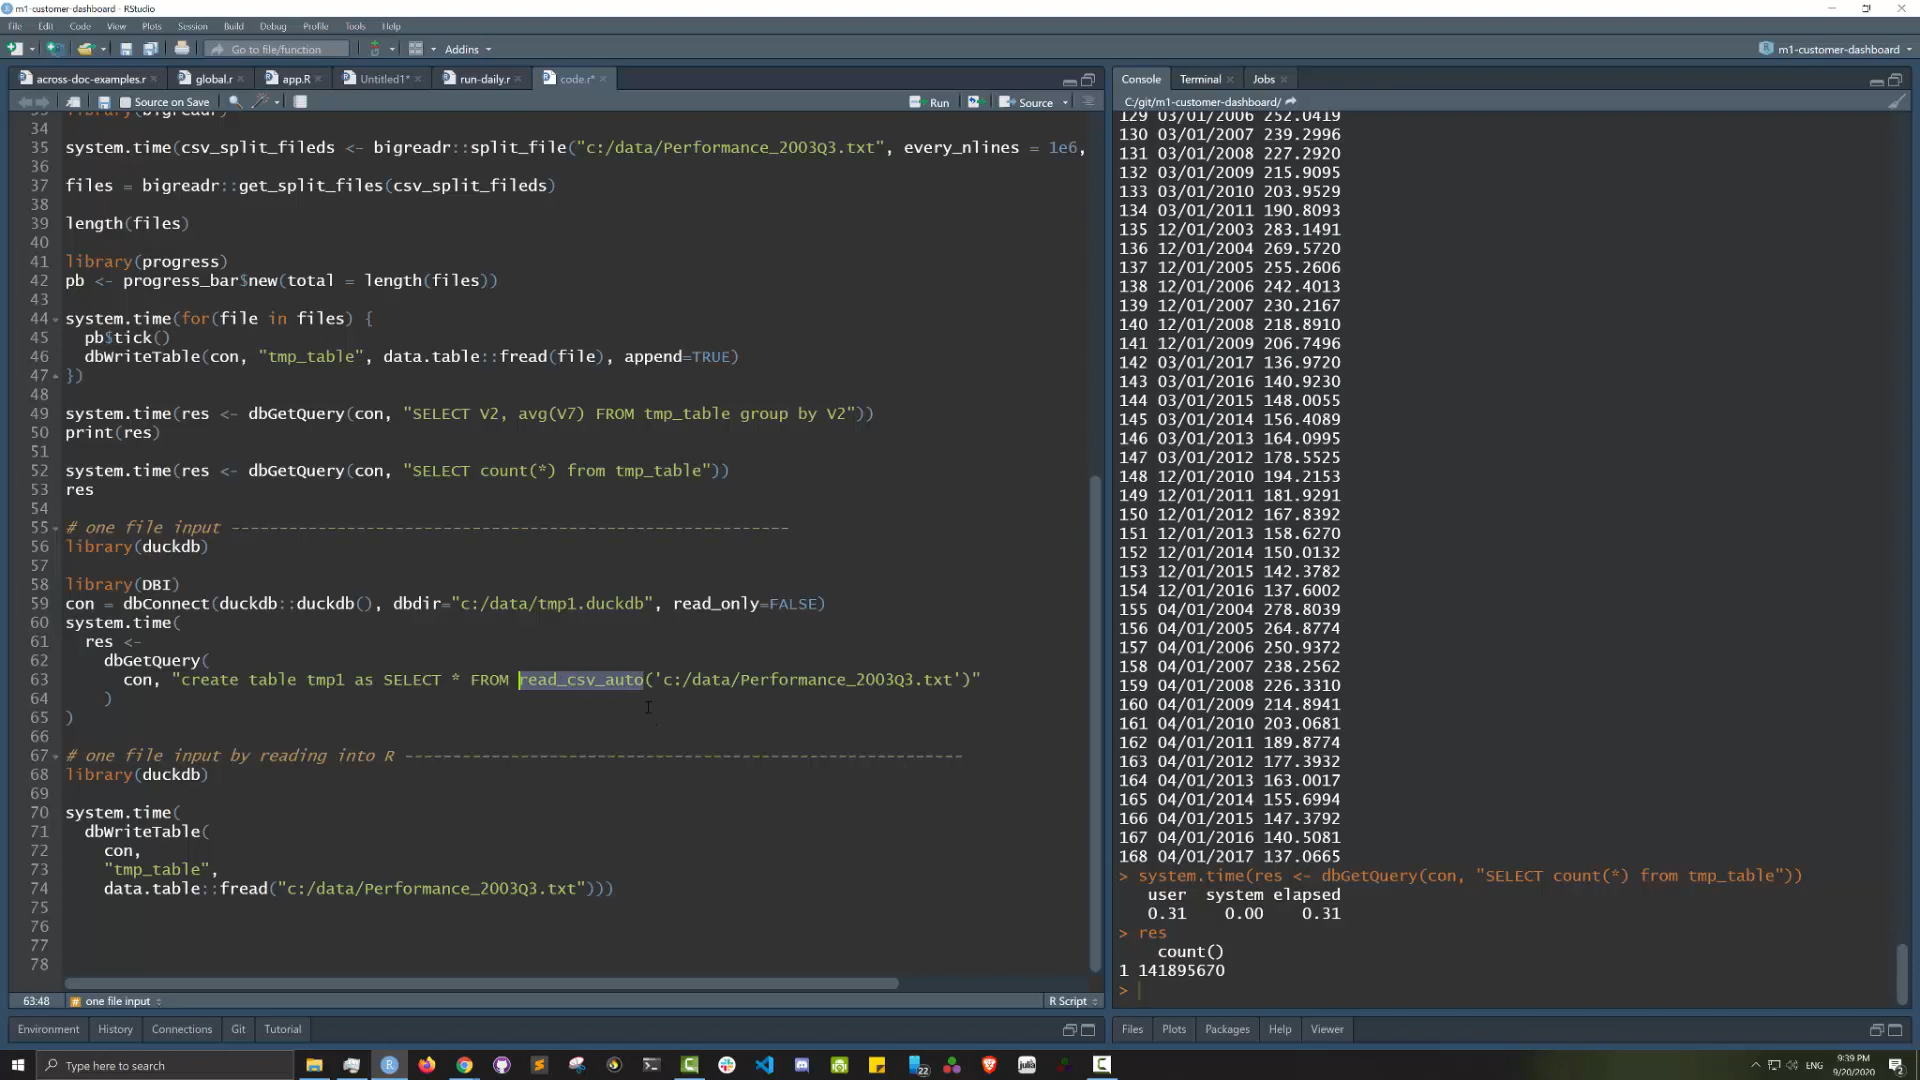 m1-customer-dashboard - RStudio
File Edit Code View Plots Session Build Debug Profile Tools Help
Go to file/function Addins m1-customer-dashboard
across-doc-examples.r global.r app.R Untitled1* run-daily.r code.r*
Source on Save Run Source
33 library(bigreadr)
34
35 system.time(csv_split_fileds <- bigreadr::split_file("c:/data/Performance_2003Q3.txt", every_nlines = 1e6,
36
37 files = bigreadr::get_split_files(csv_split_fileds)
38
39 length(files)
40
41 library(progress)
42 pb <- progress_bar$new(total = length(files))
43
44 system.time(for(file in files) {
45 pb$tick()
46 dbWriteTable(con, "tmp_table", data.table::fread(file), append=TRUE)
47 })
48
49 system.time(res <- dbGetQuery(con, "SELECT V2, avg(V7) FROM tmp_table group by V2"))
50 print(res)
51
52 system.time(res <- dbGetQuery(con, "SELECT count(*) from tmp_table"))
53 res
54
55 # one file input ----------------------------------------------------------
56 library(duckdb)
57
58 library(DBI)
59 con = dbConnect(duckdb::duckdb(), dbdir="c:/data/tmp1.duckdb", read_only=FALSE)
60 system.time(
61 res <-
62 dbGetQuery(
63 con, "create table tmp1 as SELECT * FROM read_csv_auto('c:/data/Performance_2003Q3.txt')"
64 )
65 )
66
67 # one file input by reading into R ----------------------------------------------------------
68 library(duckdb)
69
70 system.time(
71 dbWriteTable(
72 con,
73 "tmp_table",
74 data.table::fread("c:/data/Performance_2003Q3.txt")))
75
76
77
78
63:48 # one file input R Script
Environment History Connections Git Tutorial
Console Terminal Jobs
C:/git/m1-customer-dashboard/
129 03/01/2006 252.0419
130 03/01/2007 239.2996
131 03/01/2008 227.2920
132 03/01/2009 215.9095
133 03/01/2010 203.9529
134 03/01/2011 190.8093
135 12/01/2003 283.1491
136 12/01/2004 269.5720
137 12/01/2005 255.2606
138 12/01/2006 242.4013
139 12/01/2007 230.2167
140 12/01/2008 218.8910
141 12/01/2009 206.7496
142 03/01/2017 136.9720
143 03/01/2016 140.9230
144 03/01/2015 148.0055
145 03/01/2014 156.4089
146 03/01/2013 164.0995
147 03/01/2012 178.5525
148 12/01/2010 194.2153
149 12/01/2011 181.9291
150 12/01/2012 167.8392
151 12/01/2013 158.6270
152 12/01/2014 150.0132
153 12/01/2015 142.3782
154 12/01/2016 137.6002
155 04/01/2004 278.8039
156 04/01/2005 264.8774
157 04/01/2006 250.9372
158 04/01/2007 238.2562
159 04/01/2008 226.3310
160 04/01/2009 214.8941
161 04/01/2010 203.0681
162 04/01/2011 189.8774
163 04/01/2012 177.3932
164 04/01/2013 163.0017
165 04/01/2014 155.6994
166 04/01/2015 147.3792
167 04/01/2016 140.5081
168 04/01/2017 137.0665
> system.time(res <- dbGetQuery(con, "SELECT count(*) from tmp_table"))
user system elapsed
0.31 0.00 0.31
> res
count()
1 141895670
>
Files Plots Packages Help Viewer
Type here to search
22 julia ENG 9:39 PM
9/20/2020 2